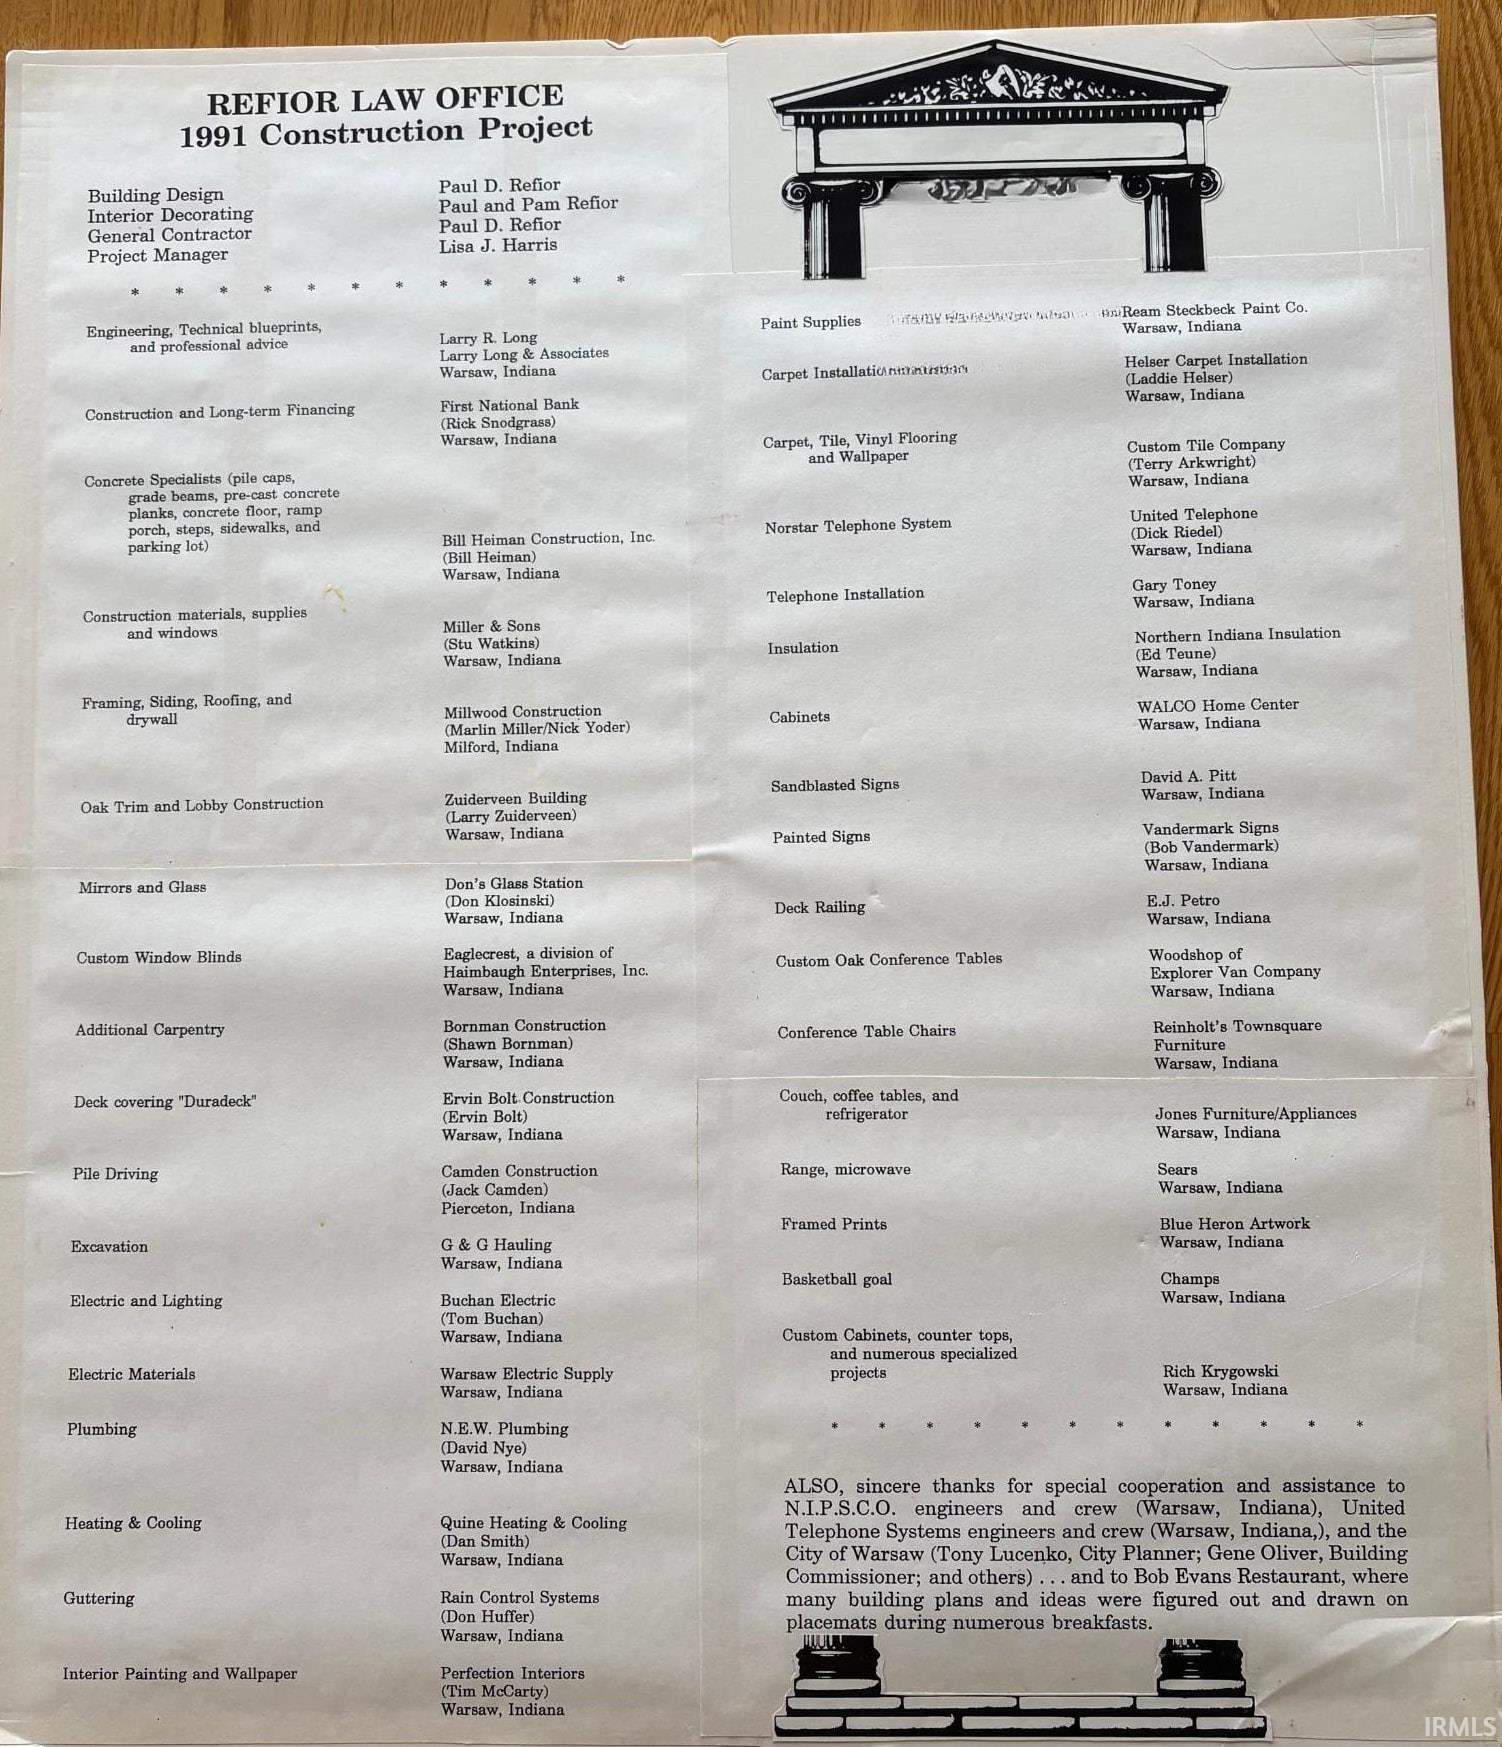 REFIOR LAW OFFICE
1991 Construction Project
Building Design Paul D. Refior
Interior Decorating Paul and Pam Refior
General Contractor Paul D. Refior
Project Manager Lisa J. Harris
* * * * * * * * * * * *
Engineering, Technical blueprints,
and professional advice
Larry R. Long
Larry Long & Associates
Warsaw, Indiana
Construction and Long-term Financing
First National Bank
(Rick Snodgrass)
Warsaw, Indiana
Concrete Specialists (pile caps,
grade beams, pre-cast concrete
planks, concrete floor, ramp
porch, steps, sidewalks, and
parking lot)
Bill Heiman Construction, Inc.
(Bill Heiman)
Warsaw, Indiana
Construction materials, supplies
and windows
Miller & Sons
(Stu Watkins)
Warsaw, Indiana
Framing, Siding, Roofing, and
drywall
Millwood Construction
(Marlin Miller/Nick Yoder)
Milford, Indiana
Oak Trim and Lobby Construction
Zuiderveen Building
(Larry Zuiderveen)
Warsaw, Indiana
Mirrors and Glass
Don's Glass Station
(Don Klosinski)
Warsaw, Indiana
Custom Window Blinds
Eaglecrest, a division of
Haimbaugh Enterprises, Inc.
Warsaw, Indiana
Additional Carpentry
Bornman Construction
(Shawn Bornman)
Warsaw, Indiana
Deck covering "Duradeck"
Ervin Bolt Construction
(Ervin Bolt)
Warsaw, Indiana
Pile Driving
Camden Construction
(Jack Camden)
Pierceton, Indiana
Excavation
G & G Hauling
Warsaw, Indiana
Electric and Lighting
Buchan Electric
(Tom Buchan)
Warsaw, Indiana
Electric Materials
Warsaw Electric Supply
Warsaw, Indiana
Plumbing
N.E.W. Plumbing
(David Nye)
Warsaw, Indiana
Heating & Cooling
Quine Heating & Cooling
(Dan Smith)
Warsaw, Indiana
Guttering
Rain Control Systems
(Don Huffer)
Warsaw, Indiana
Interior Painting and Wallpaper
Perfection Interiors
(Tim McCarty)
Warsaw, Indiana
Paint Supplies
Ream Steckbeck Paint Co.
Warsaw, Indiana
Carpet Installation
Helser Carpet Installation
(Laddie Helser)
Warsaw, Indiana
Carpet, Tile, Vinyl Flooring
and Wallpaper
Custom Tile Company
(Terry Arkwright)
Warsaw, Indiana
Norstar Telephone System
United Telephone
(Dick Riedel)
Warsaw, Indiana
Telephone Installation
Gary Toney
Warsaw, Indiana
Insulation
Northern Indiana Insulation
(Ed Teune)
Warsaw, Indiana
Cabinets
WALCO Home Center
Warsaw, Indiana
Sandblasted Signs
David A. Pitt
Warsaw, Indiana
Painted Signs
Vandermark Signs
(Bob Vandermark)
Warsaw, Indiana
Deck Railing
E.J. Petro
Warsaw, Indiana
Custom Oak Conference Tables
Woodshop of
Explorer Van Company
Warsaw, Indiana
Conference Table Chairs
Reinholt's Townsquare
Furniture
Warsaw, Indiana
Couch, coffee tables, and
refrigerator
Jones Furniture/Appliances
Warsaw, Indiana
Range, microwave
Sears
Warsaw, Indiana
Framed Prints
Blue Heron Artwork
Warsaw, Indiana
Basketball goal
Champs
Warsaw, Indiana
Custom Cabinets, counter tops,
and numerous specialized
projects
Rich Krygowski
Warsaw, Indiana
* * * * * * * * * * * *
ALSO, sincere thanks for special cooperation and assistance to
N.I.P.S.C.O. engineers and crew (Warsaw, Indiana), United
Telephone Systems engineers and crew (Warsaw, Indiana,), and the
City of Warsaw (Tony Lucenko, City Planner; Gene Oliver, Building
Commissioner; and others) . . . and to Bob Evans Restaurant, where
many building plans and ideas were figured out and drawn on
placemats during numerous breakfasts.
IRMLS